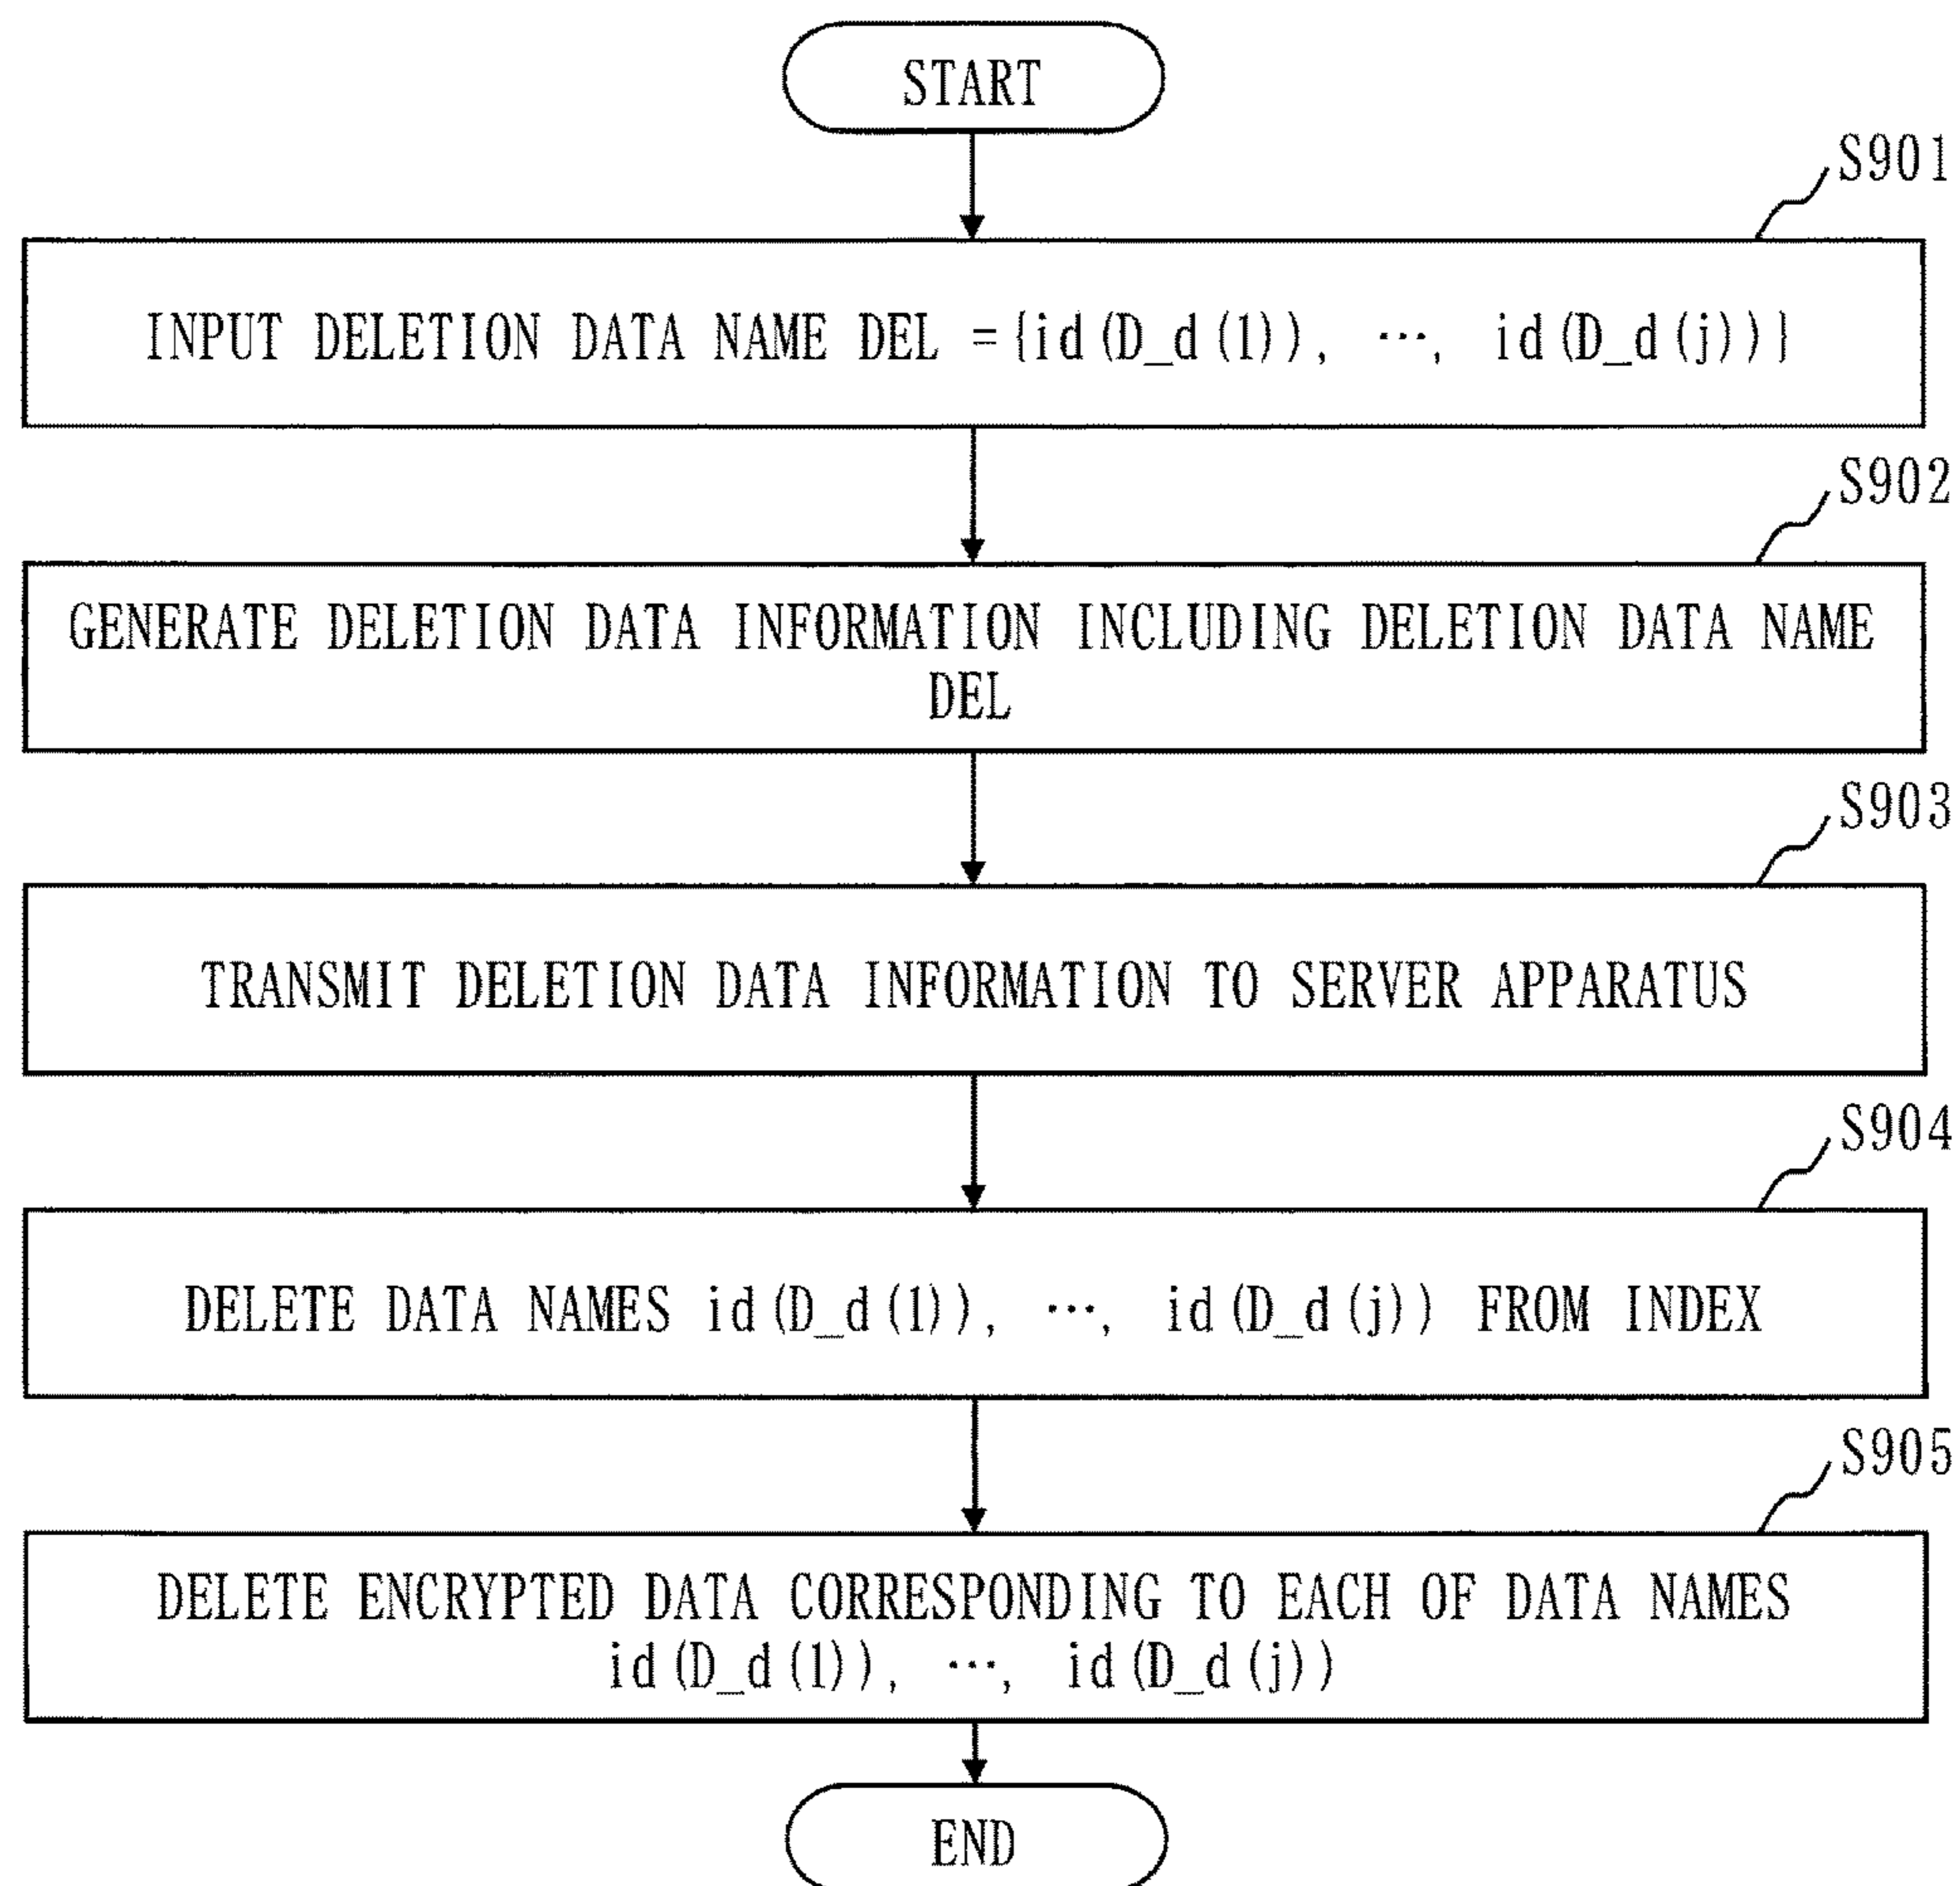 START
S901
INPUT DELETION DATA NAME DEL ={id(D_d(1)), ···, id(D_d(j))}
S902
GENERATE DELETION DATA INFORMATION INCLUDING DELETION DATA NAME
DEL
S903
TRANSMIT DELETION DATA INFORMATION TO SERVER APPARATUS
S904
DELETE DATA NAMES id(D_d(1)), ···, id(D_d(j)) FROM INDEX
S905
DELETE ENCRYPTED DATA CORRESPONDING TO EACH OF DATA NAMES
id(D_d(1)), ···, id(D_d(j))
END